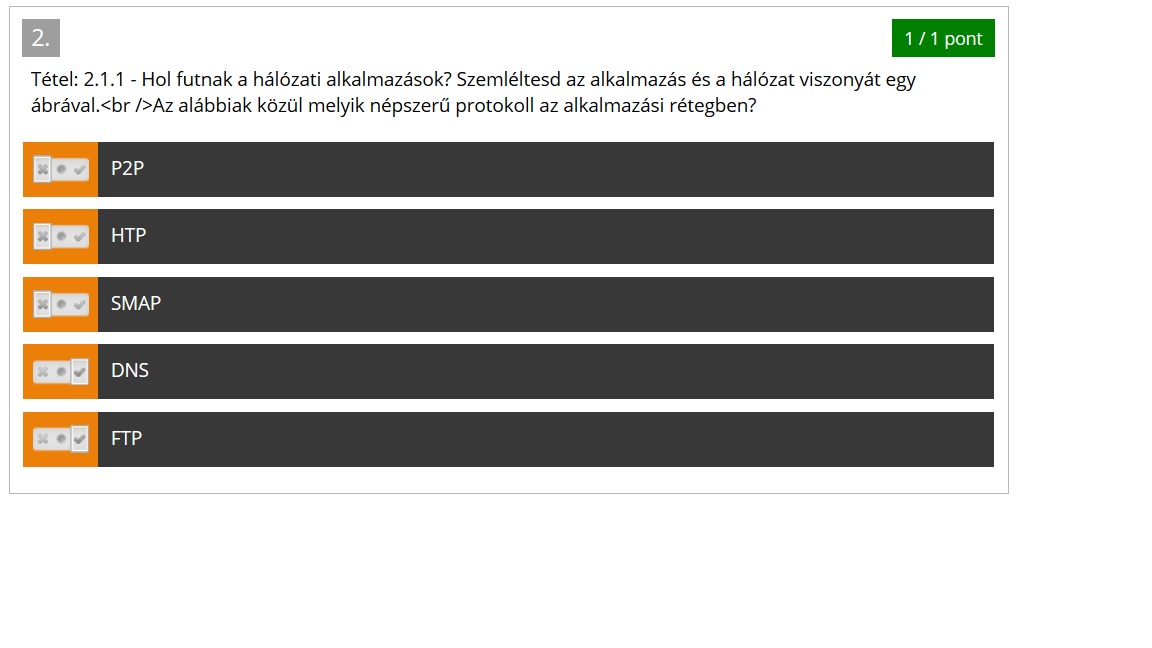 2.
1 / 1 pont
Tétel: 2.1.1 - Hol futnak a hálózati alkalmazások? Szemléltesd az alkalmazás és a hálózat viszonyát egy
ábrával.<br />Az alábbiak közül melyik népszerű protokoll az alkalmazási rétegben?
P2P
HTP
SMAP
DNS
FTP